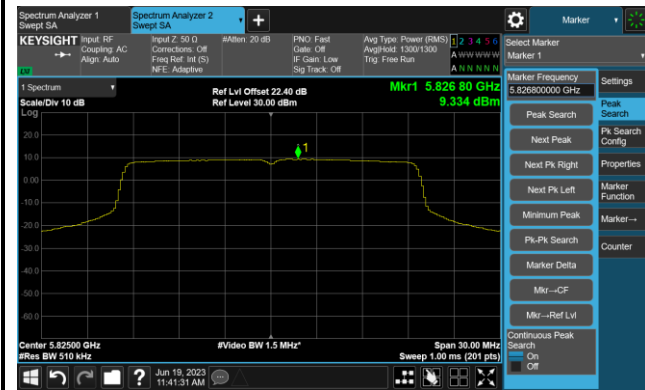 Spectrum Analyzer 1
Swept SA
Spectrum Analyzer 2
Swept SA
+
Marker
KEYSIGHT
Input: RF
Coupling: AC
Align: Auto
Input Z: 50 Ω
Corrections: Off
Freq Ref: Int (S)
NFE: Adaptive
#Atten: 20 dB
PNO: Fast
Gate: Off
IF Gain: Low
Sig Track: Off
Avg Type: Power (RMS)
Avg|Hold: 1300/1300
Trig: Free Run
1 2 3 4 5 6
A W W W W W
A N N N N N
Select Marker
Marker 1
LXI
1 Spectrum
Scale/Div 10 dB
Log
Ref Lvl Offset 22.40 dB
Ref Level 30.00 dBm
Mkr1 5.826 80 GHz
9.334 dBm
20.0
10.0
0.00
-10.0
-20.0
-30.0
-40.0
-50.0
-60.0
1
Center 5.82500 GHz
#Res BW 510 kHz
#Video BW 1.5 MHz*
Span 30.00 MHz
Sweep 1.00 ms (201 pts)
Marker Frequency
5.826800000 GHz
Peak Search
Next Peak
Next Pk Right
Next Pk Left
Minimum Peak
Pk-Pk Search
Marker Delta
Mkr→CF
Mkr→Ref Lvl
Continuous Peak
Search
On
Off
Settings
Peak
Search
Pk Search
Config
Properties
Marker
Function
Marker→
Counter
?
Jun 19, 2023
11:41:31 AM